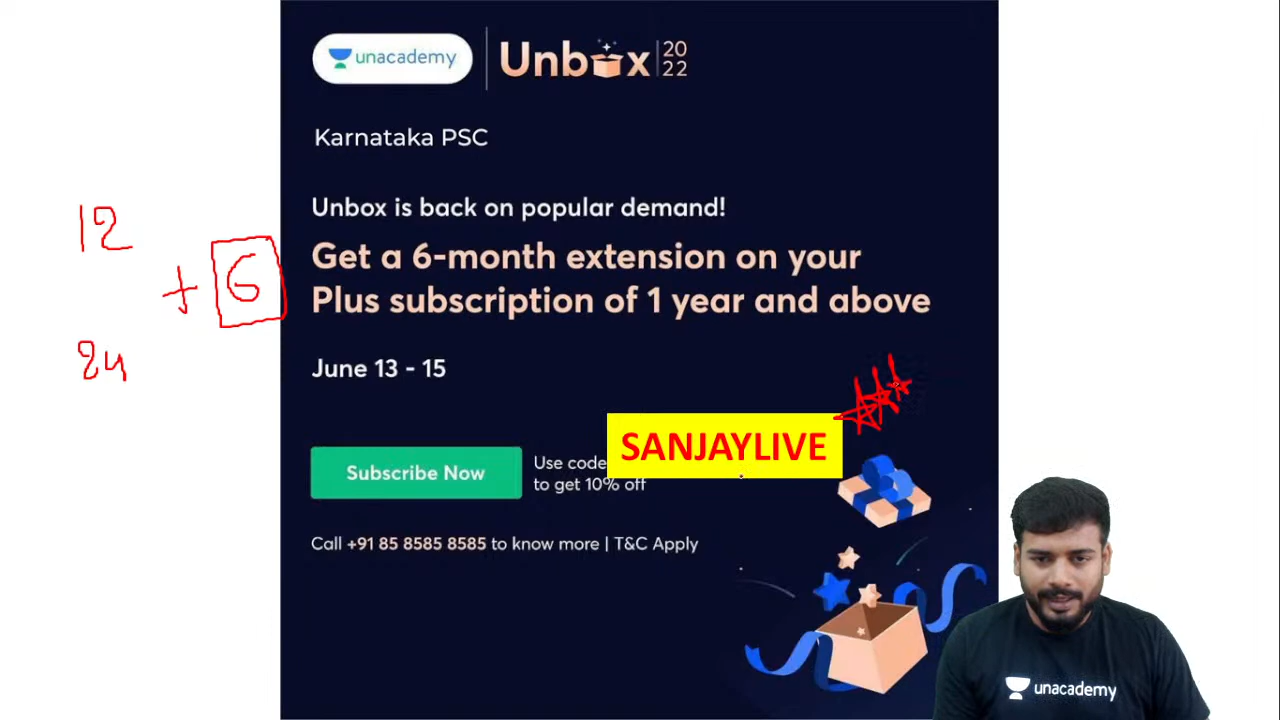 unacademy
Unbox 20 22
Karnataka PSC
Unbox is back on popular demand!
Get a 6-month extension on your
Plus subscription of 1 year and above
12
+ 6
24
June 13 - 15
SANJAYLIVE
Subscribe Now
Use code
to get 10% off
Call +91 85 8585 8585 to know more | T&C Apply
unacademy